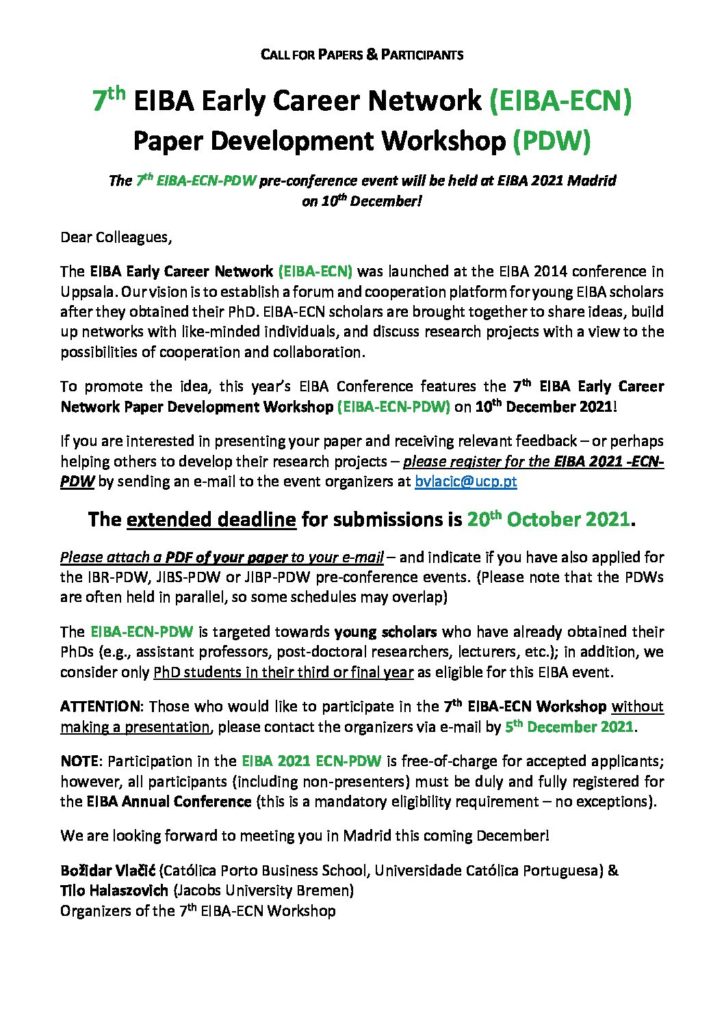 CALL FOR PAPERS & PARTICIPANTS
7th EIBA Early Career Network (EIBA-ECN)
Paper Development Workshop (PDW)
The 7th EIBA-ECN-PDW pre-conference event will be held at EIBA 2021 Madrid
on 10th December!
Dear Colleagues,
The EIBA Early Career Network (EIBA-ECN) was launched at the EIBA 2014 conference in
Uppsala. Our vision is to establish a forum and cooperation platform for young EIBA scholars
after they obtained their PhD. EIBA-ECN scholars are brought together to share ideas, build
up networks with like-minded individuals, and discuss research projects with a view to the
possibilities of cooperation and collaboration.
To promote the idea, this year's EIBA Conference features the 7th EIBA Early Career
Network Paper Development Workshop (EIBA-ECN-PDW) on 10th December 2021!
If you are interested in presenting your paper and receiving relevant feedback – or perhaps
helping others to develop their research projects – please register for the EIBA 2021 -ECN-
PDW by sending an e-mail to the event organizers at bvlacic@ucp.pt
The extended deadline for submissions is 20th October 2021.
Please attach a PDF of your paper to your e-mail – and indicate if you have also applied for
the IBR-PDW, JIBS-PDW or JIBP-PDW pre-conference events. (Please note that the PDWs
are often held in parallel, so some schedules may overlap)
The EIBA-ECN-PDW is targeted towards young scholars who have already obtained their
PhDs (e.g., assistant professors, post-doctoral researchers, lecturers, etc.); in addition, we
consider only PhD students in their third or final year as eligible for this EIBA event.
ATTENTION: Those who would like to participate in the 7th EIBA-ECN Workshop without
making a presentation, please contact the organizers via e-mail by 5th December 2021.
NOTE: Participation in the EIBA 2021 ECN-PDW is free-of-charge for accepted applicants;
however, all participants (including non-presenters) must be duly and fully registered for
the EIBA Annual Conference (this is a mandatory eligibility requirement – no exceptions).
We are looking forward to meeting you in Madrid this coming December!
Božidar Vlačić (Católica Porto Business School, Universidade Católica Portuguesa) &
Tilo Halaszovich (Jacobs University Bremen)
Organizers of the 7th EIBA-ECN Workshop